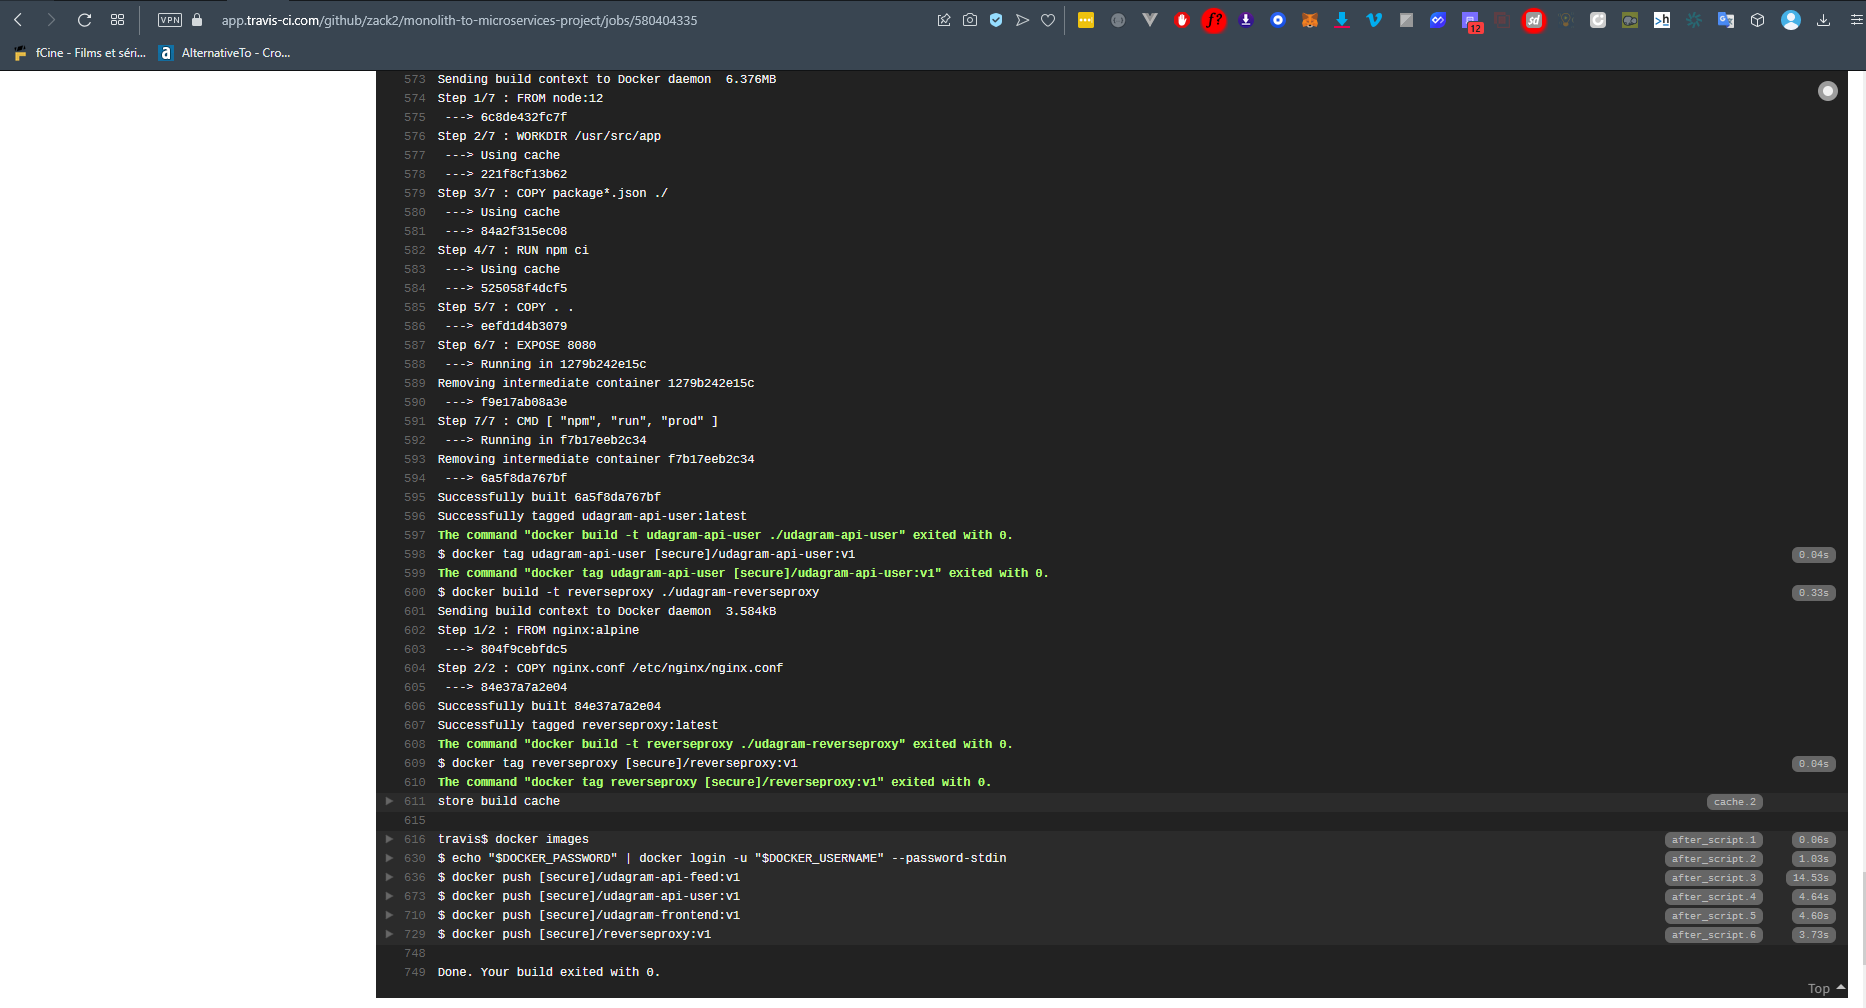 VPN app.travis-ci.com/github/zack2/monolith-to-microservices-project/jobs/580404335
12
fCine - Films et séri... AlternativeTo - Cro...
573 Sending build context to Docker daemon 6.376MB
574 Step 1/7 : FROM node:12
575 ---> 6c8de432fc7f
576 Step 2/7 : WORKDIR /usr/src/app
577 ---> Using cache
578 ---> 221f8cf13b62
579 Step 3/7 : COPY package*.json ./
580 ---> Using cache
581 ---> 84a2f315ec08
582 Step 4/7 : RUN npm ci
583 ---> Using cache
584 ---> 525058f4dcf5
585 Step 5/7 : COPY . .
586 ---> eefd1d4b3079
587 Step 6/7 : EXPOSE 8080
588 ---> Running in 1279b242e15c
589 Removing intermediate container 1279b242e15c
590 ---> f9e17ab08a3e
591 Step 7/7 : CMD [ "npm", "run", "prod" ]
592 ---> Running in f7b17eeb2c34
593 Removing intermediate container f7b17eeb2c34
594 ---> 6a5f8da767bf
595 Successfully built 6a5f8da767bf
596 Successfully tagged udagram-api-user:latest
597 The command "docker build -t udagram-api-user ./udagram-api-user" exited with 0.
598 $ docker tag udagram-api-user [secure]/udagram-api-user:v1 0.04s
599 The command "docker tag udagram-api-user [secure]/udagram-api-user:v1" exited with 0.
600 $ docker build -t reverseproxy ./udagram-reverseproxy 0.33s
601 Sending build context to Docker daemon 3.584kB
602 Step 1/2 : FROM nginx:alpine
603 ---> 804f9cebfdc5
604 Step 2/2 : COPY nginx.conf /etc/nginx/nginx.conf
605 ---> 84e37a7a2e04
606 Successfully built 84e37a7a2e04
607 Successfully tagged reverseproxy:latest
608 The command "docker build -t reverseproxy ./udagram-reverseproxy" exited with 0.
609 $ docker tag reverseproxy [secure]/reverseproxy:v1 0.04s
610 The command "docker tag reverseproxy [secure]/reverseproxy:v1" exited with 0.
611 store build cache cache.2
615
616 travis$ docker images after_script.1 0.06s
630 $ echo "$DOCKER_PASSWORD" | docker login -u "$DOCKER_USERNAME" --password-stdin after_script.2 1.03s
636 $ docker push [secure]/udagram-api-feed:v1 after_script.3 14.53s
673 $ docker push [secure]/udagram-api-user:v1 after_script.4 4.64s
710 $ docker push [secure]/udagram-frontend:v1 after_script.5 4.60s
729 $ docker push [secure]/reverseproxy:v1 after_script.6 3.73s
748
749 Done. Your build exited with 0.
Top